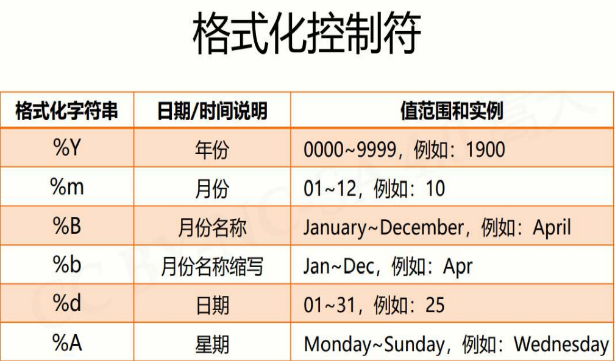 格式化控制符
格式化字符串 日期/时间说明 值范围和实例
%Y 年份 0000~9999，例如：1900
%m 月份 01~12，例如：10
%B 月份名称 January~December，例如：April
%b 月份名称缩写 Jan~Dec，例如：Apr
%d 日期 01~31，例如：25
%A 星期 Monday~Sunday，例如：Wednesday